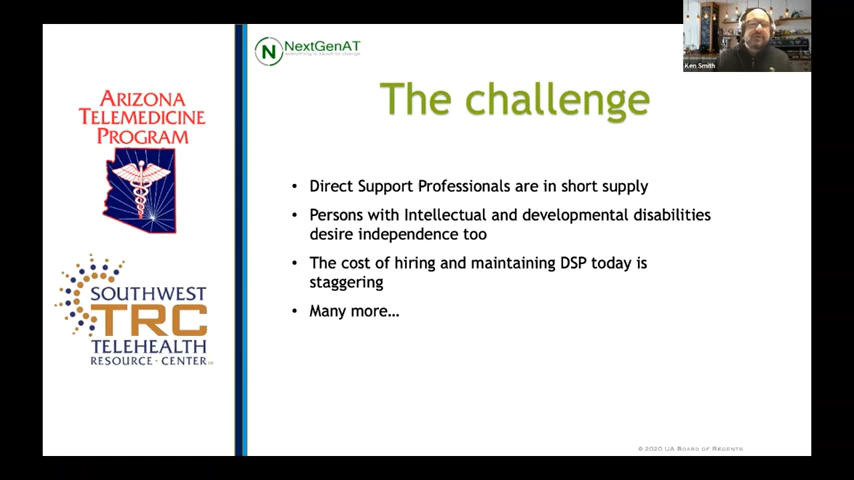 NextGenAT
Ken Smith
The challenge
ARIZONA
TELEMEDICINE
PROGRAM
• Direct Support Professionals are in short supply
• Persons with Intellectual and developmental disabilities
desire independence too
• The cost of hiring and maintaining DSP today is
staggering
• Many more...
SOUTHWEST
TRC
TELEHEALTH
RESOURCE · CENTER
© 2020 UA BOARD OF REGENTS